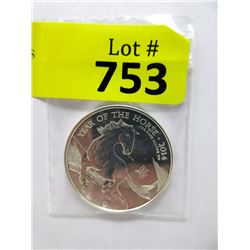 s
Lot #
753
YEAR OF THE HORSE • 2014